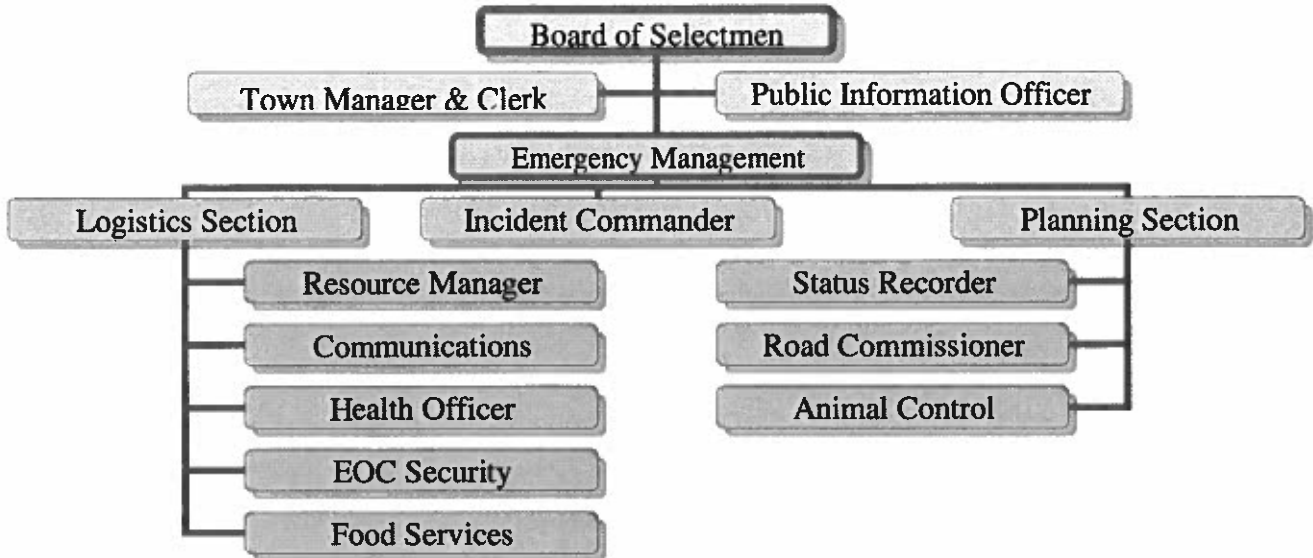 Board of Selectmen
Town Manager & Clerk
Public Information Officer
Emergency Management
Logistics Section
Incident Commander
Planning Section
Resource Manager
Communications
Health Officer
EOC Security
Food Services
Status Recorder
Road Commissioner
Animal Control